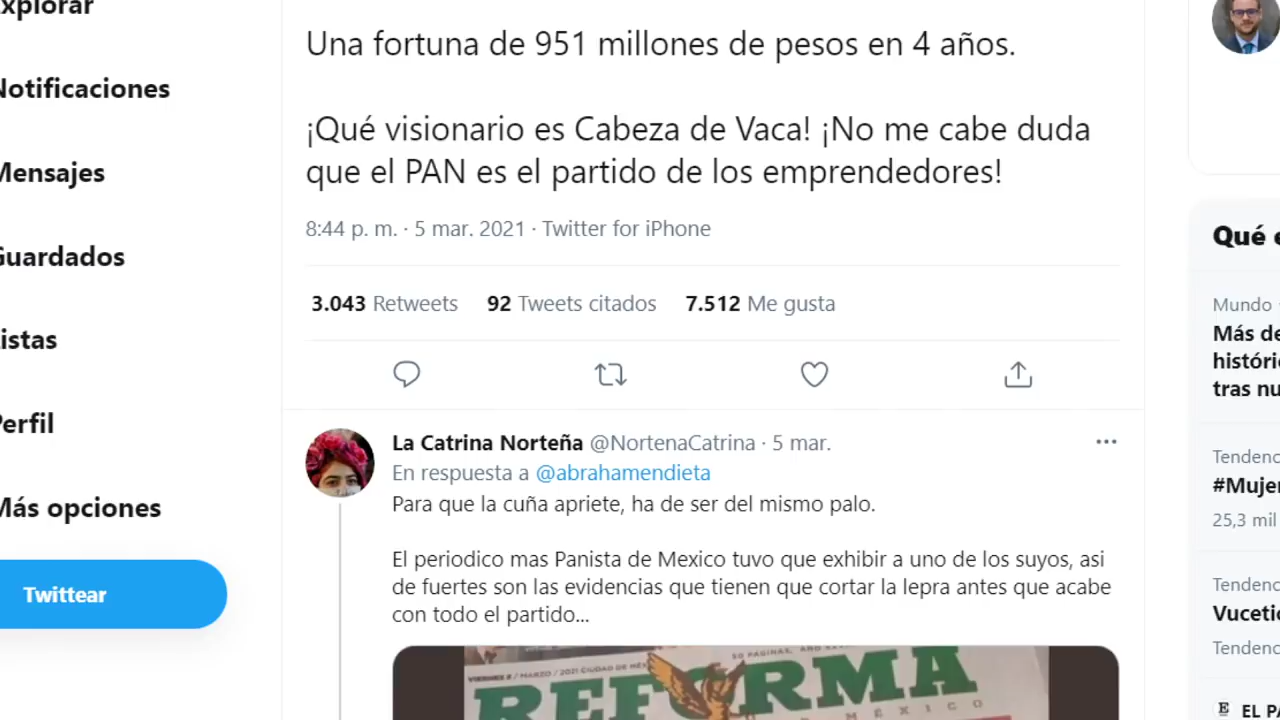 Explorar
Notificaciones
Mensajes
Guardados
Listas
Perfil
Más opciones
Twittear
Una fortuna de 951 millones de pesos en 4 años.
¡Qué visionario es Cabeza de Vaca! ¡No me cabe duda
que el PAN es el partido de los emprendedores!
8:44 p. m. · 5 mar. 2021 · Twitter for iPhone
3.043 Retweets 92 Tweets citados 7.512 Me gusta
La Catrina Norteña @NortenaCatrina · 5 mar.
En respuesta a @abrahamendieta
Para que la cuña apriete, ha de ser del mismo palo.
El periodico mas Panista de Mexico tuvo que exhibir a uno de los suyos, asi
de fuertes son las evidencias que tienen que cortar la lepra antes que acabe
con todo el partido...
REFORMA
MÉXICO
Qué
Mundo
Más de
históri
tras nu
Tendenc
#Mujer
25,3 mil
Tendenc
Vucetic
Tendenc
EL PA